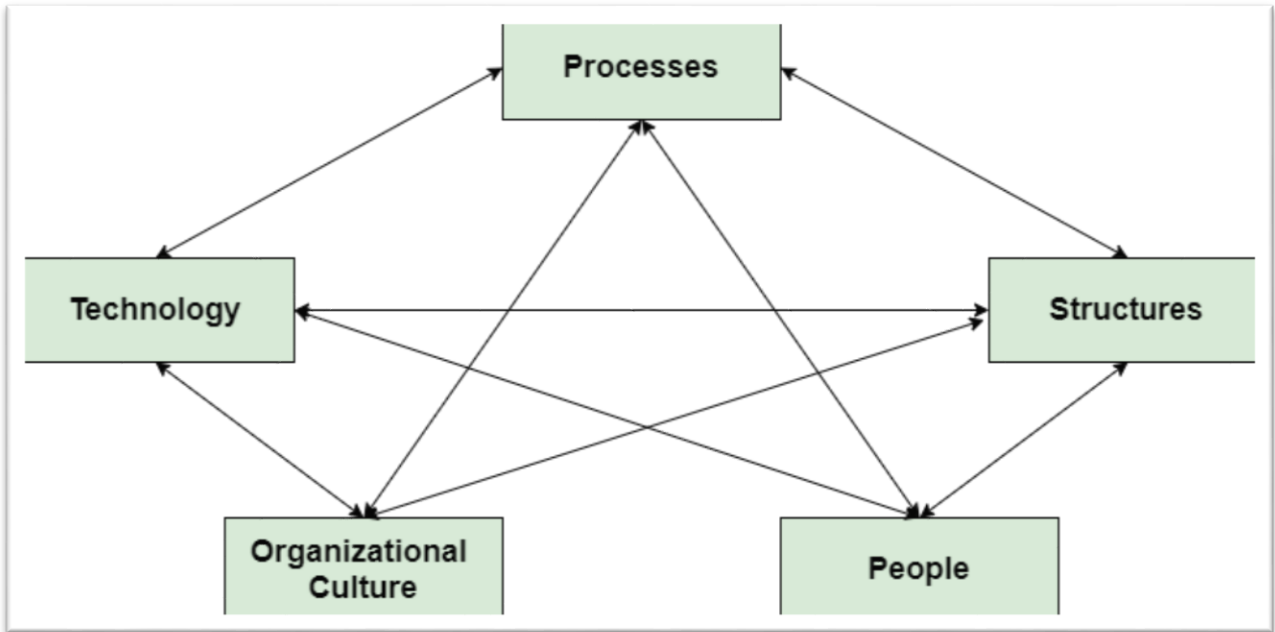 Processes
Technology
Structures
Organizational
Culture
People